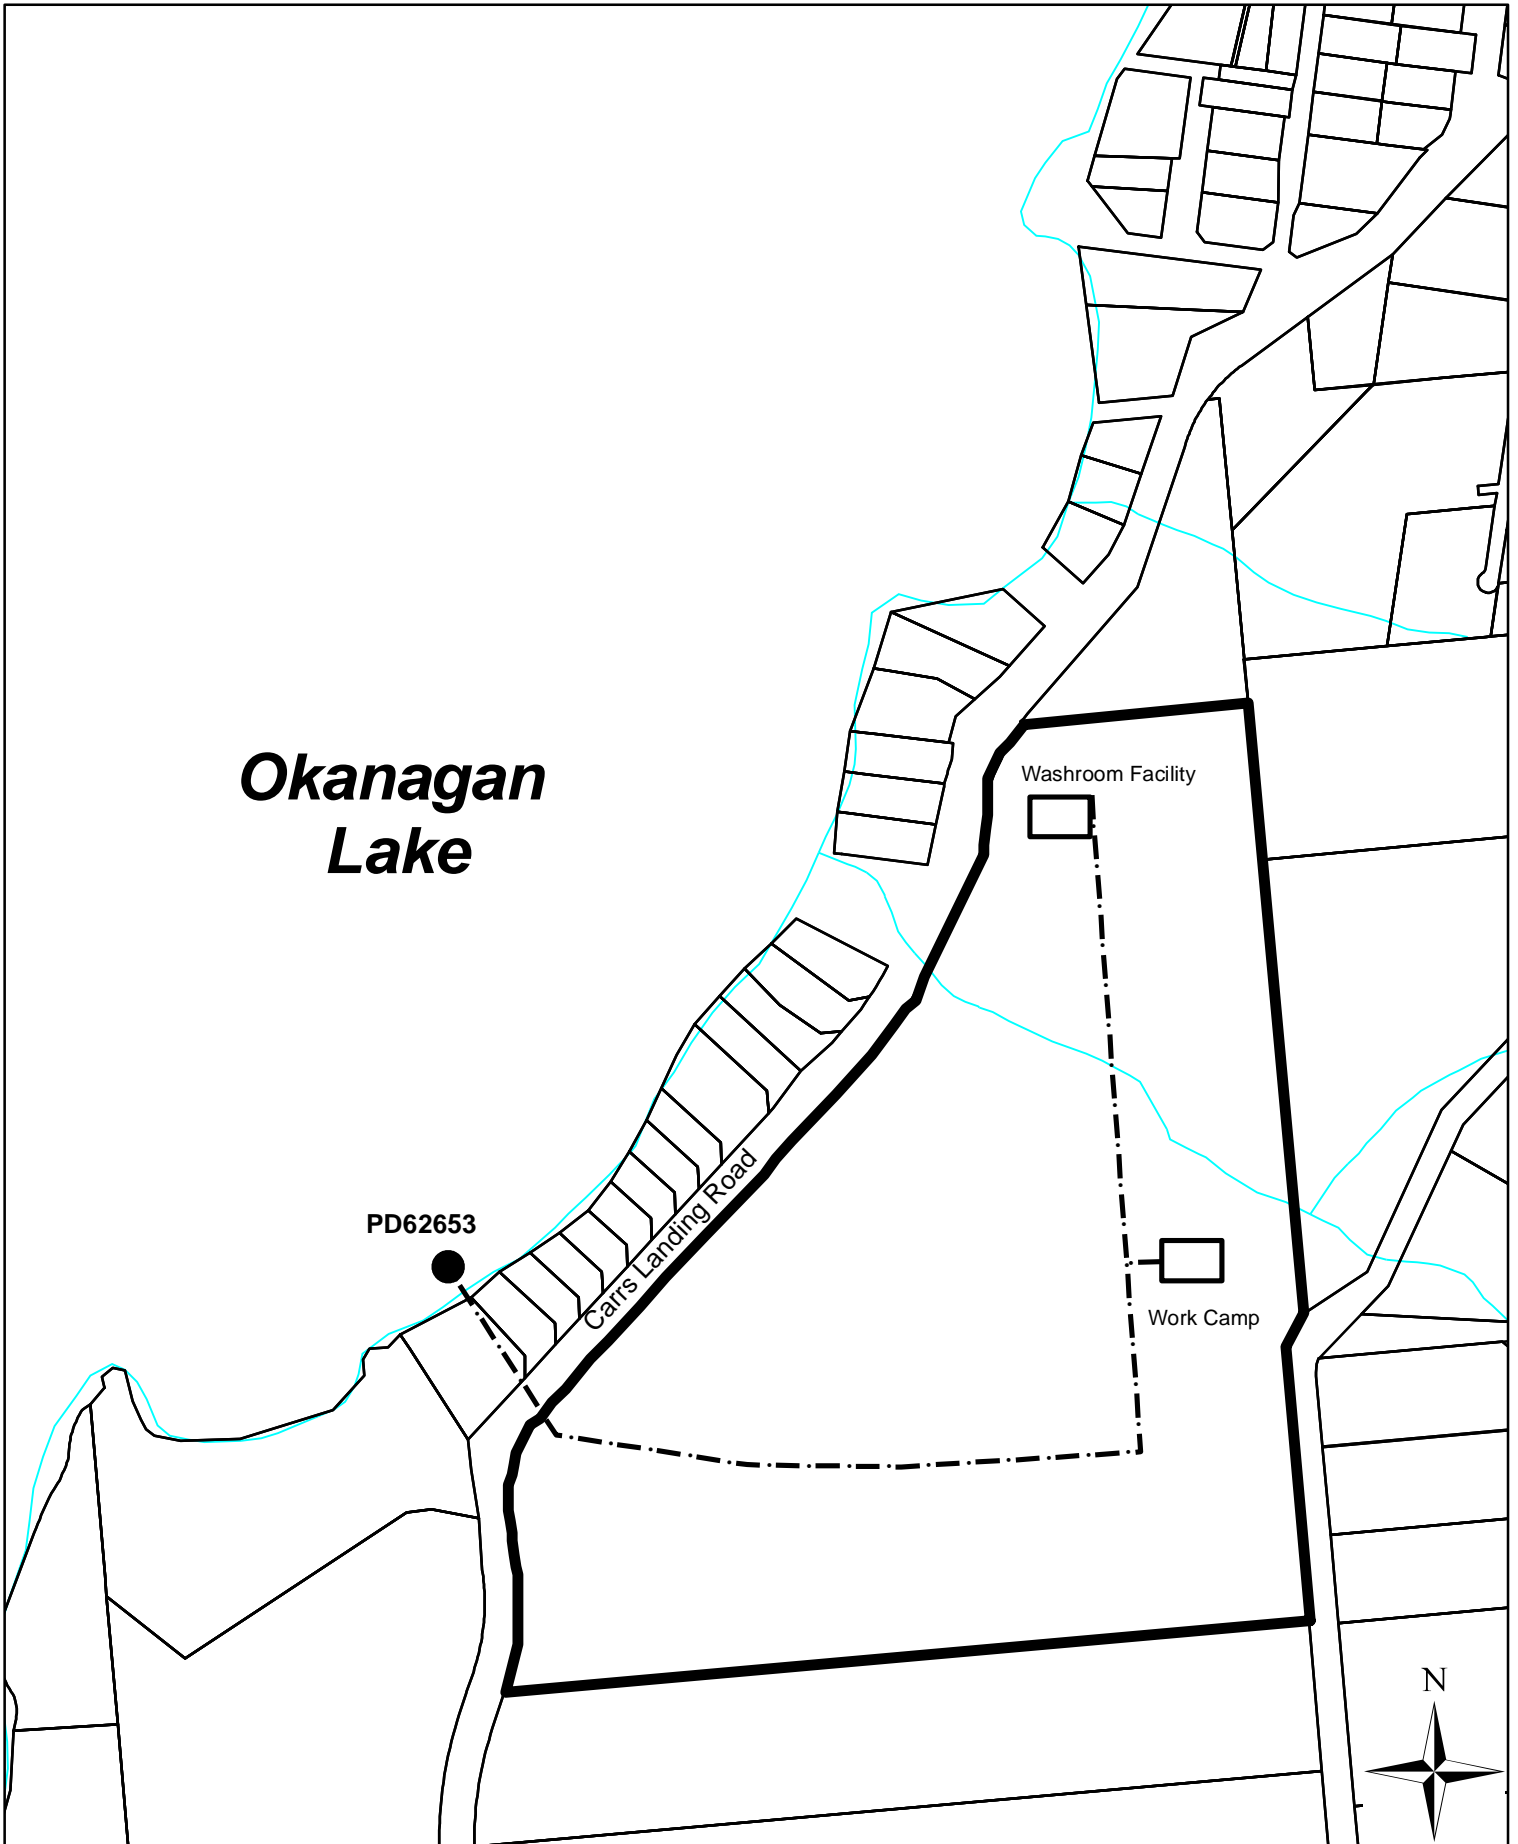 Okanagan
Lake
Washroom Facility
Carrs Landing Road
PD62653
Work Camp
N